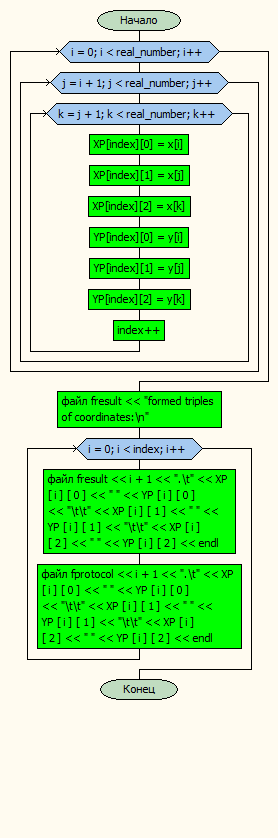 Начало
i = 0; i < real_number; i++
j = i + 1; j < real_number; j++
k = j + 1; k < real_number; k++
XP[index][0] = x[i]
XP[index][1] = x[j]
XP[index][2] = x[k]
YP[index][0] = y[i]
YP[index][1] = y[j]
YP[index][2] = y[k]
index++
файл fresult << "formed triples
of coordinates:\n"
i = 0; i < index; i++
файл fresult << i + 1 << ".\t" << XP
[ i ] [ 0 ] << " " << YP [ i ] [ 0 ]
<< "\t\t" << XP [ i ] [ 1 ] << " " <<
YP [ i ] [ 1 ] << "\t\t" << XP [ i ]
[ 2 ] << " " << YP [ i ] [ 2 ] << endl
файл fprotocol << i + 1 << ".\t" << XP
[ i ] [ 0 ] << " " << YP [ i ] [ 0 ]
<< "\t\t" << XP [ i ] [ 1 ] << " " <<
YP [ i ] [ 1 ] << "\t\t" << XP [ i ]
[ 2 ] << " " << YP [ i ] [ 2 ] << endl
Конец